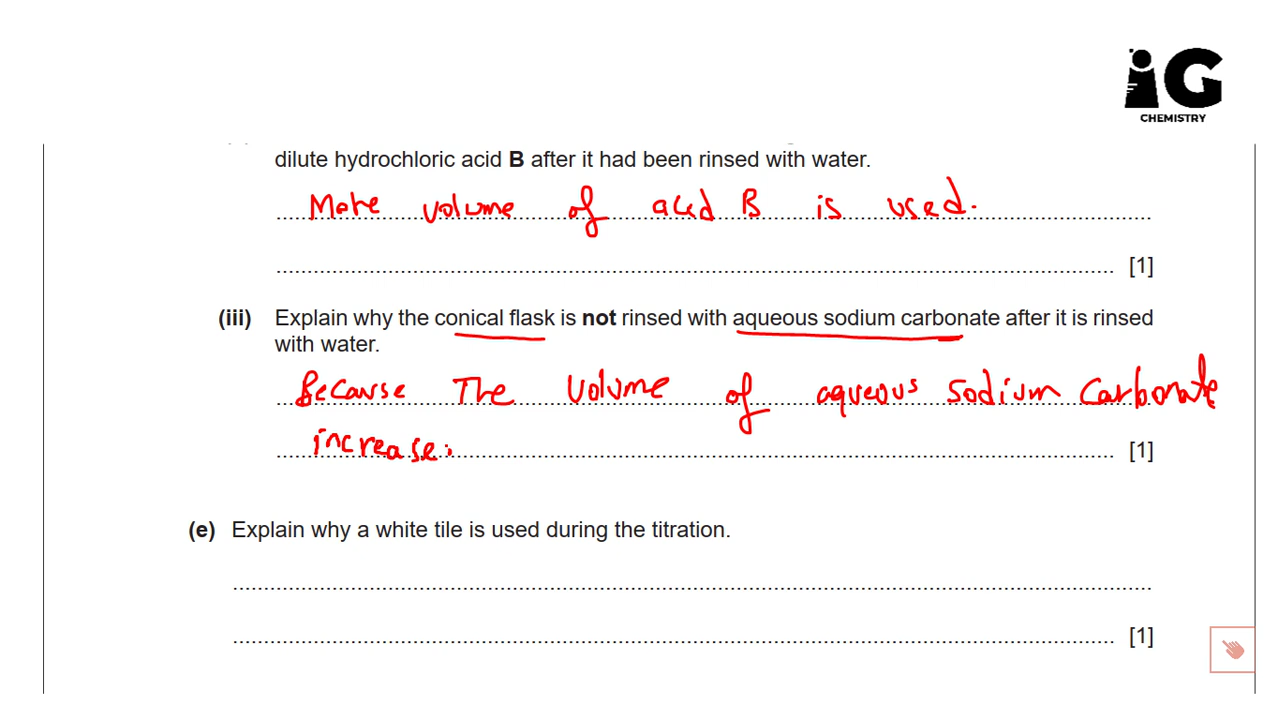 iG
CHEMISTRY
dilute hydrochloric acid B after it had been rinsed with water.
More volume of acid B is used.
[1]
(iii) Explain why the conical flask is not rinsed with aqueous sodium carbonate after it is rinsed
with water.
Because The volume of aqueous sodium Carbonate
increase. [1]
(e) Explain why a white tile is used during the titration.
[1]